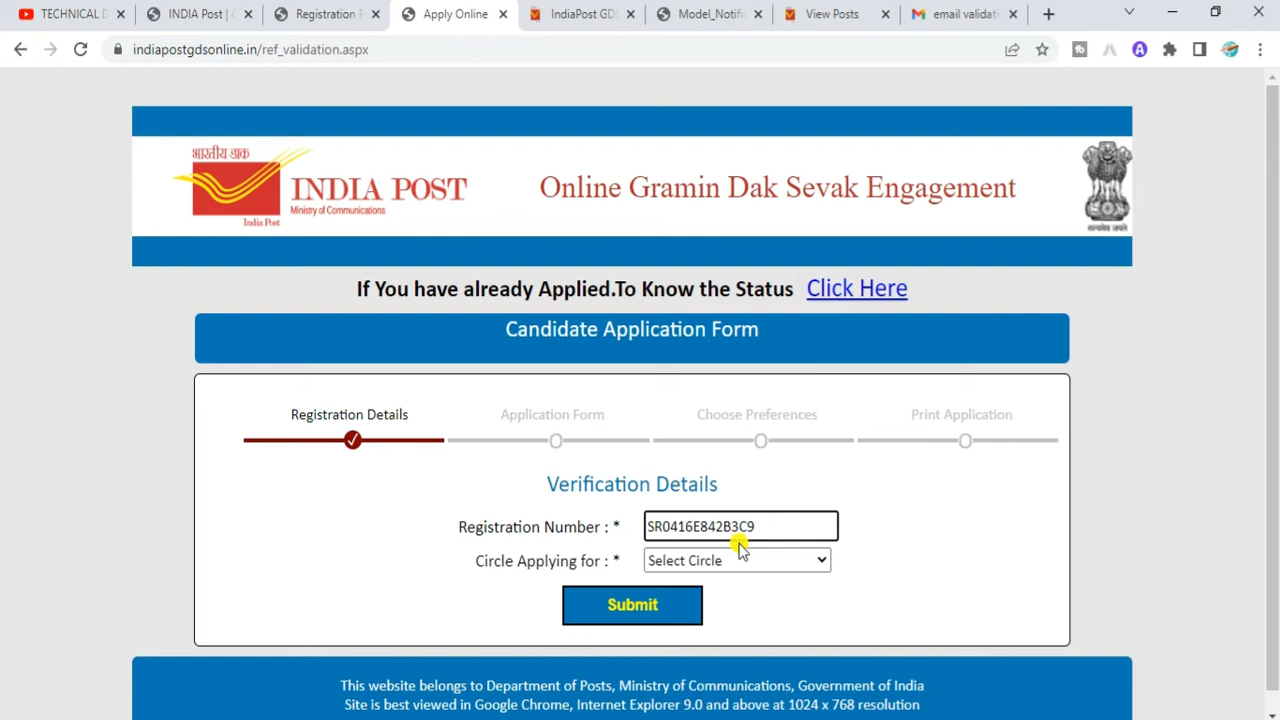 TECHNICAL D
INDIA Post | G
Registration F
Apply Online
IndiaPost GDS
Model_Notifi
View Posts
email validat
indiapostgdsonline.in/ref_validation.aspx
भारतीय डाक
INDIA POST
Ministry of Communications
India Post
Online Gramin Dak Sevak Engagement
सत्यमेव जयते
If You have already Applied.To Know the Status Click Here
Candidate Application Form
Registration Details
Application Form
Choose Preferences
Print Application
Verification Details
Registration Number : * SR0416E842B3C9
Circle Applying for : * Select Circle
Submit
This website belongs to Department of Posts, Ministry of Communications, Government of India
Site is best viewed in Google Chrome, Internet Explorer 9.0 and above at 1024 x 768 resolution